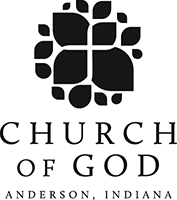 CHURCH
OF GOD
ANDERSON, INDIANA